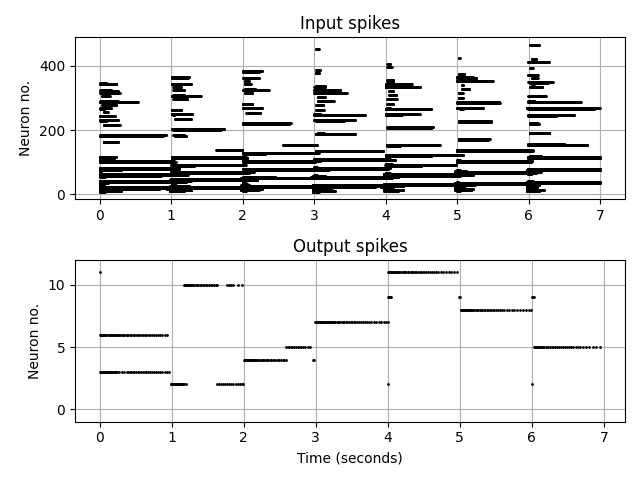 Input spikes
Neuron no.
400
200
0
0 1 2 3 4 5 6 7
Output spikes
Neuron no.
10
5
0
0 1 2 3 4 5 6 7
Time (seconds)